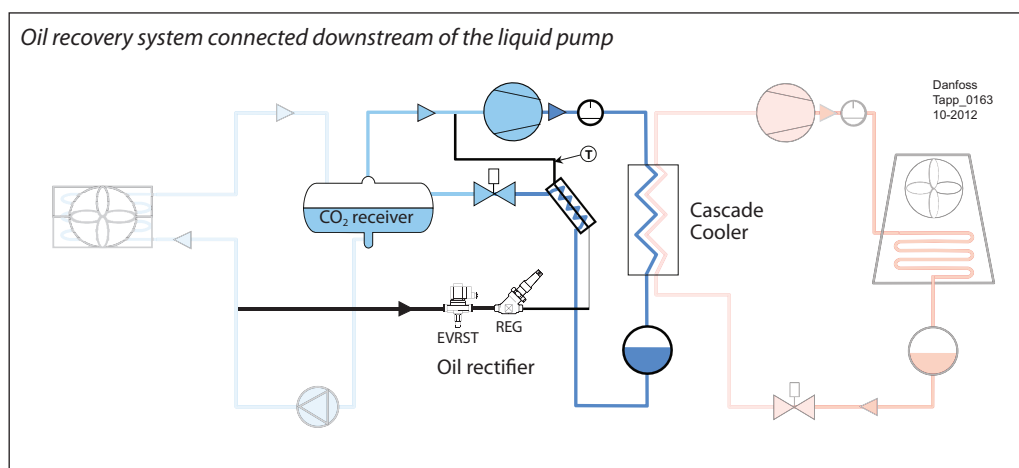 Oil recovery system connected downstream of the liquid pump
Danfoss
Tapp_0163
10-2012
T
CO₂ receiver
Cascade
Cooler
EVRST
REG
Oil rectifier